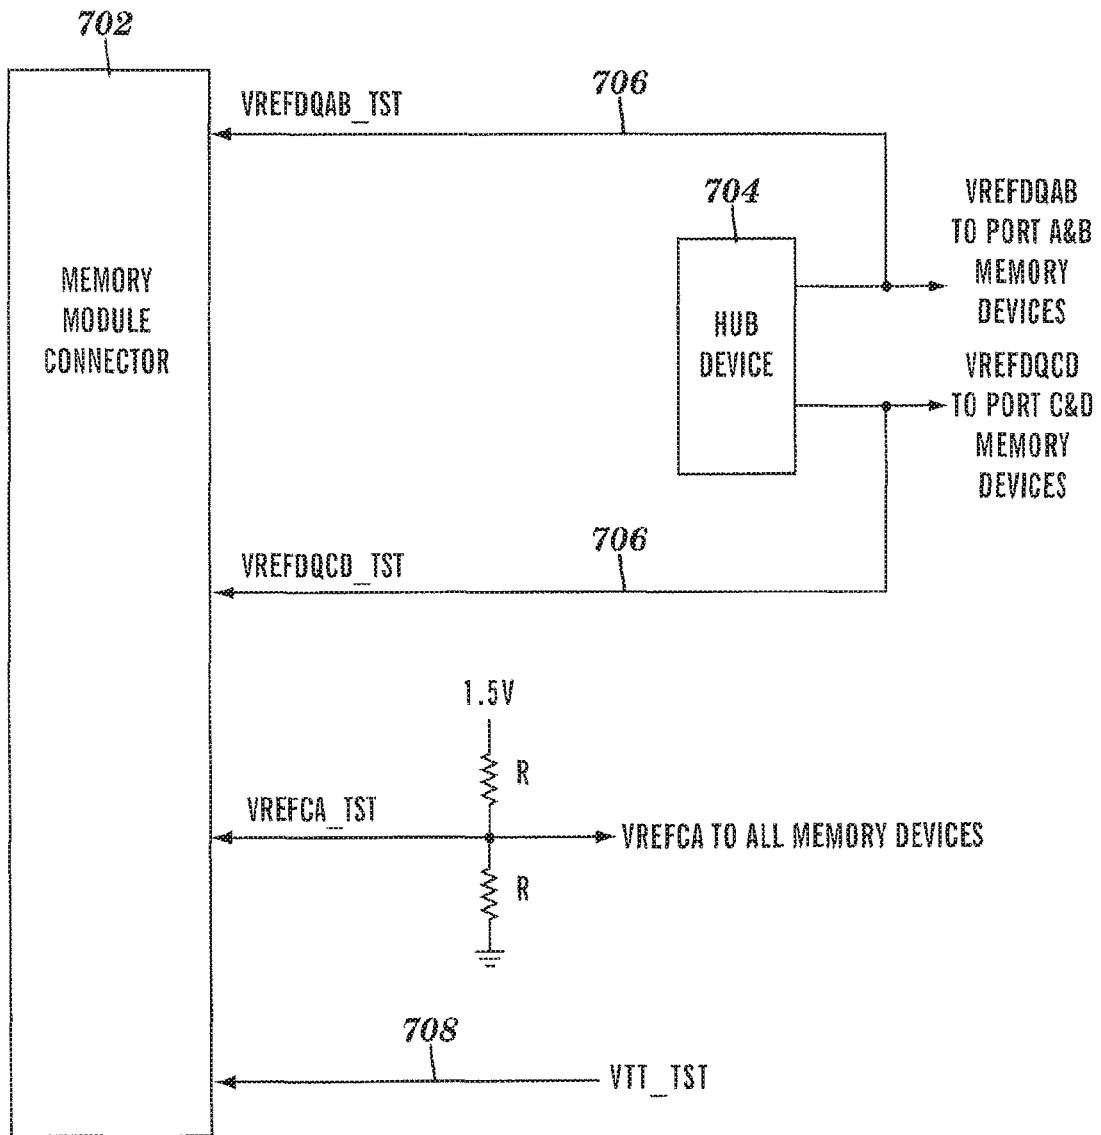 702
VREFDQAB_TST
706
704
VREFDQAB
TO PORT A&B
MEMORY
DEVICES
MEMORY
MODULE
CONNECTOR
HUB
DEVICE
VREFDQCD
TO PORT C&D
MEMORY
DEVICES
706
VREFDQCD_TST
1.5V
R
VREFCA_TST
VREFCA TO ALL MEMORY DEVICES
R
708
VTT_TST